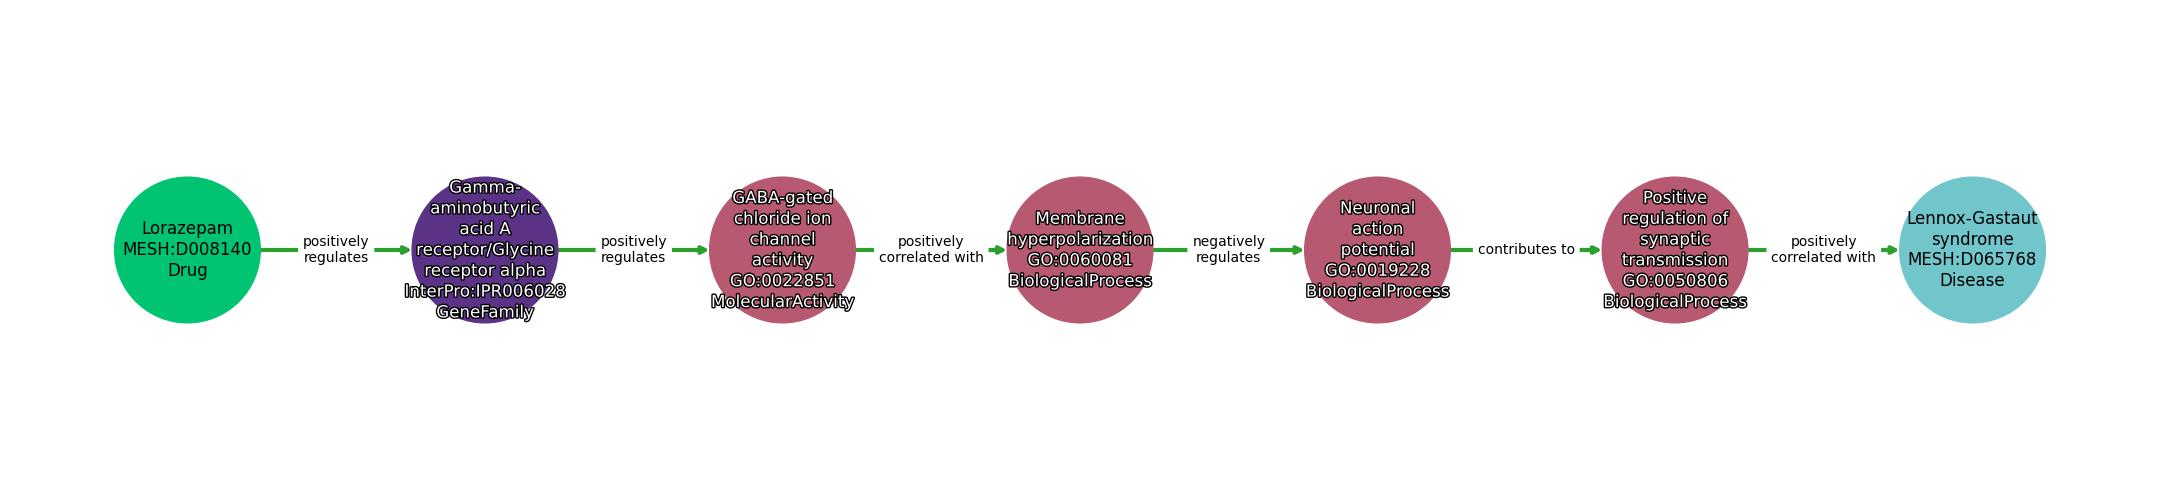 Lorazepam
MESH:D008140
Drug
positively
regulates
Gamma-
aminobutyric
acid A
receptor/Glycine
receptor alpha
InterPro:IPR006028
GeneFamily
positively
regulates
GABA-gated
chloride ion
channel
activity
GO:0022851
MolecularActivity
positively
correlated with
Membrane
hyperpolarization
GO:0060081
BiologicalProcess
negatively
regulates
Neuronal
action
potential
GO:0019228
BiologicalProcess
contributes to
Positive
regulation of
synaptic
transmission
GO:0050806
BiologicalProcess
positively
correlated with
Lennox-Gastaut
syndrome
MESH:D065768
Disease